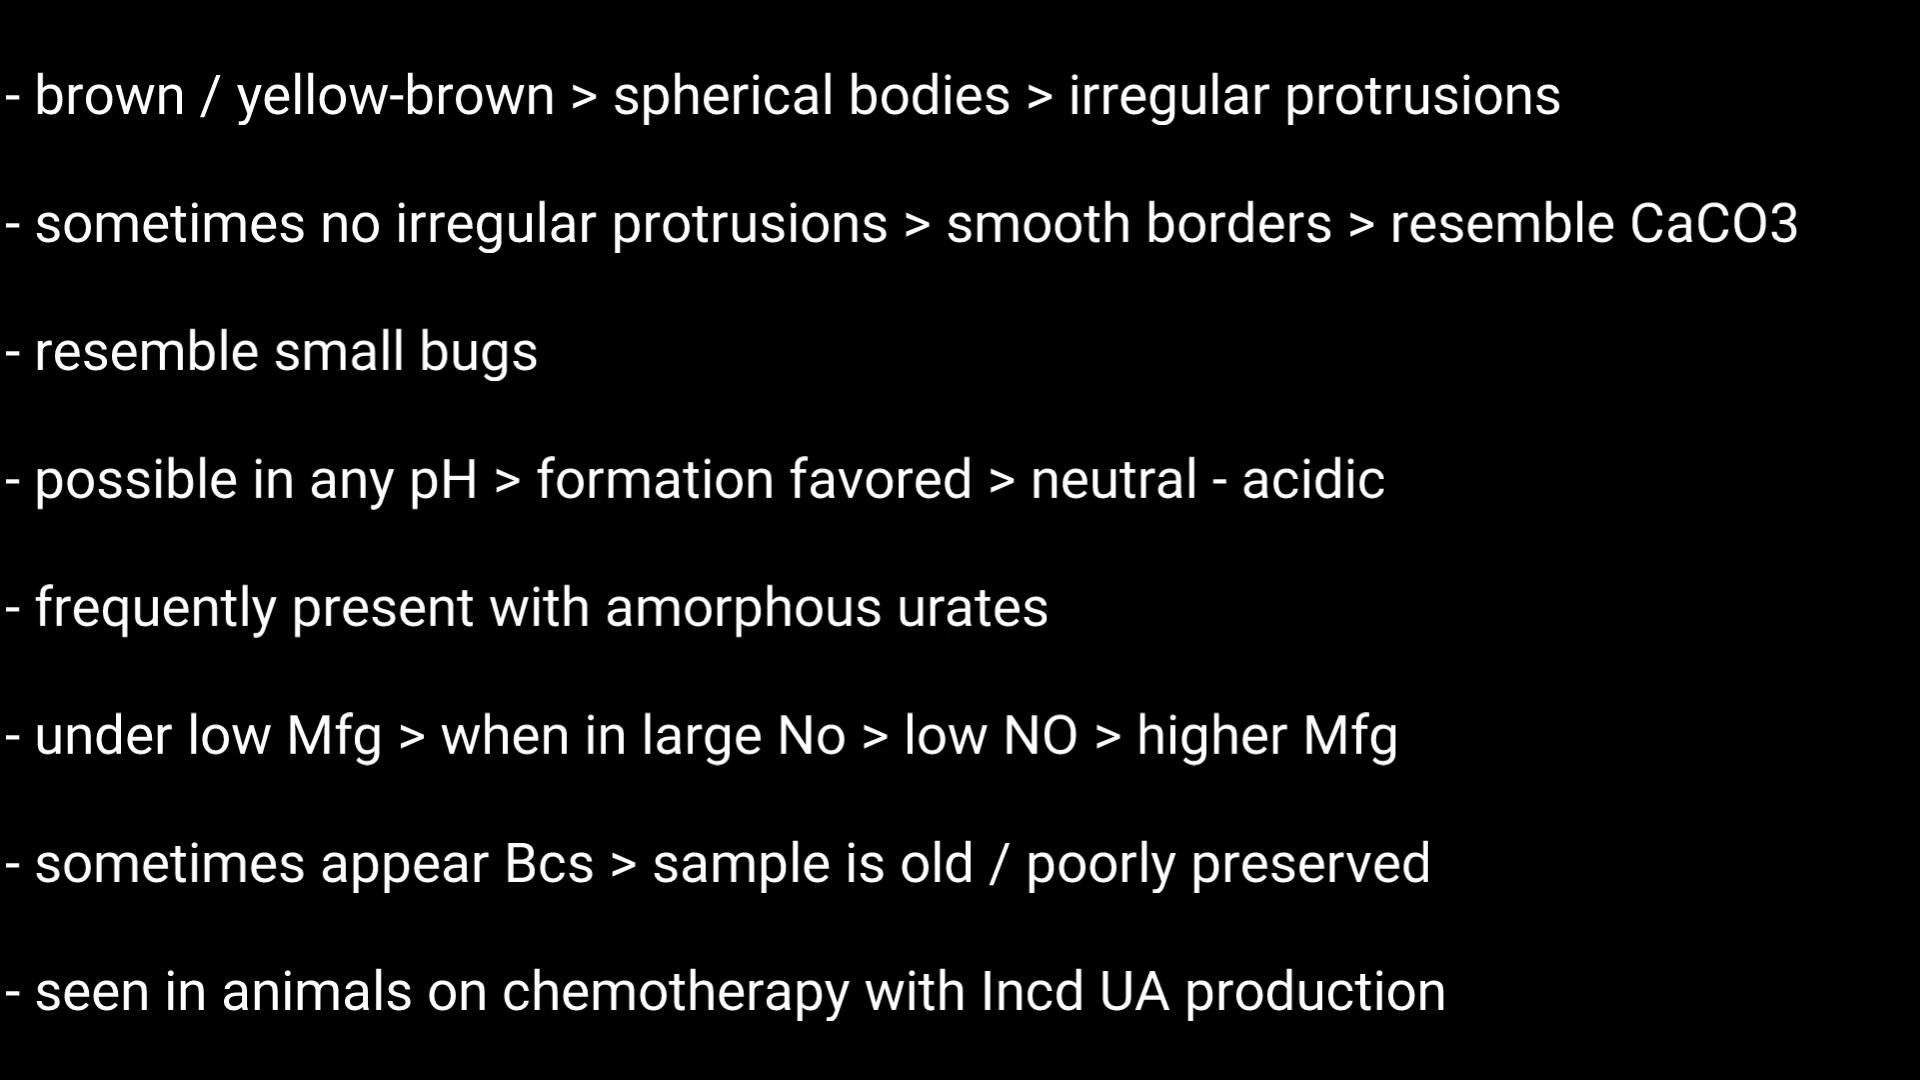 - brown / yellow-brown > spherical bodies > irregular protrusions
- sometimes no irregular protrusions > smooth borders > resemble CaCO3
- resemble small bugs
- possible in any pH > formation favored > neutral - acidic
- frequently present with amorphous urates
- under low Mfg > when in large No > low NO > higher Mfg
- sometimes appear Bcs > sample is old / poorly preserved
- seen in animals on chemotherapy with Incd UA production